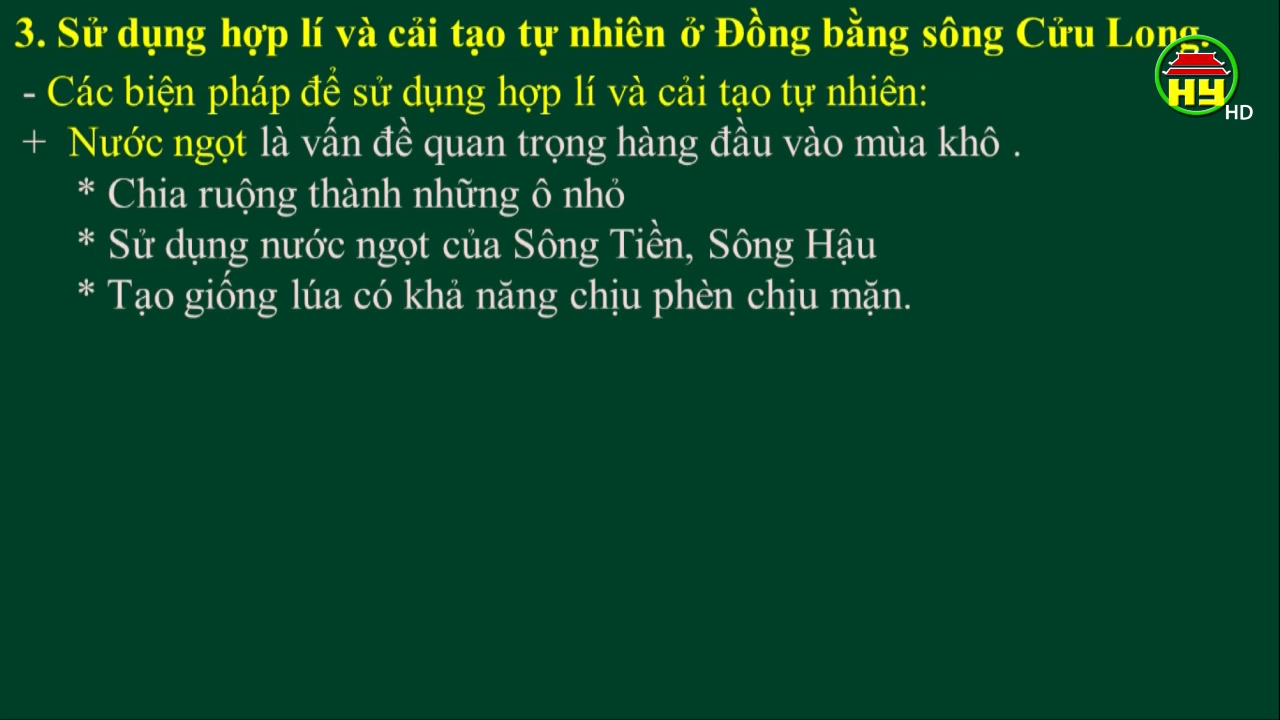 3. Sử dụng hợp lí và cải tạo tự nhiên ở Đồng bằng sông Cửu Long.
- Các biện pháp để sử dụng hợp lí và cải tạo tự nhiên:
+ Nước ngọt là vấn đề quan trọng hàng đầu vào mùa khô .
* Chia ruộng thành những ô nhỏ
* Sử dụng nước ngọt của Sông Tiền, Sông Hậu
* Tạo giống lúa có khả năng chịu phèn chịu mặn.
HY
HD